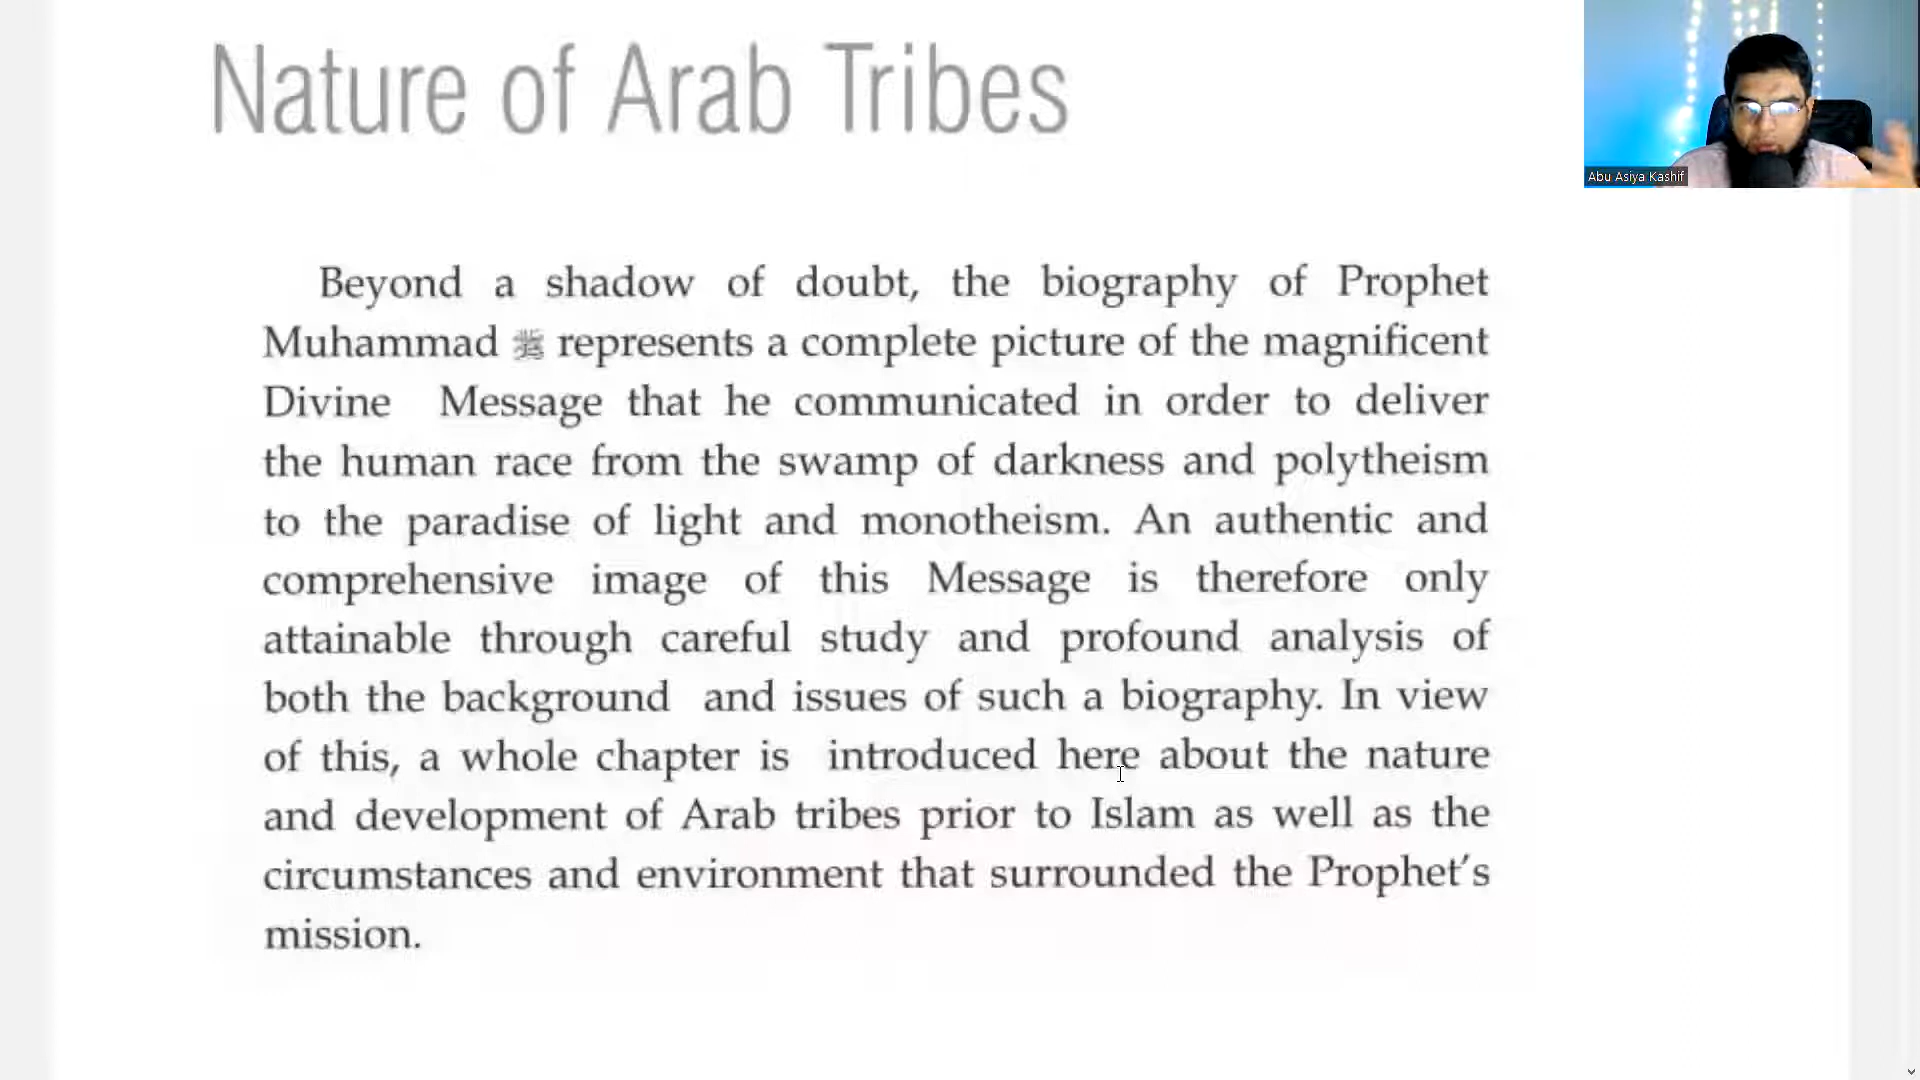 Nature of Arab Tribes
Abu Asiya Kashif
Beyond a shadow of doubt, the biography of Prophet
Muhammad ﷺ represents a complete picture of the magnificent
Divine Message that he communicated in order to deliver
the human race from the swamp of darkness and polytheism
to the paradise of light and monotheism. An authentic and
comprehensive image of this Message is therefore only
attainable through careful study and profound analysis of
both the background and issues of such a biography. In view
of this, a whole chapter is introduced here about the nature
and development of Arab tribes prior to Islam as well as the
circumstances and environment that surrounded the Prophet's
mission.